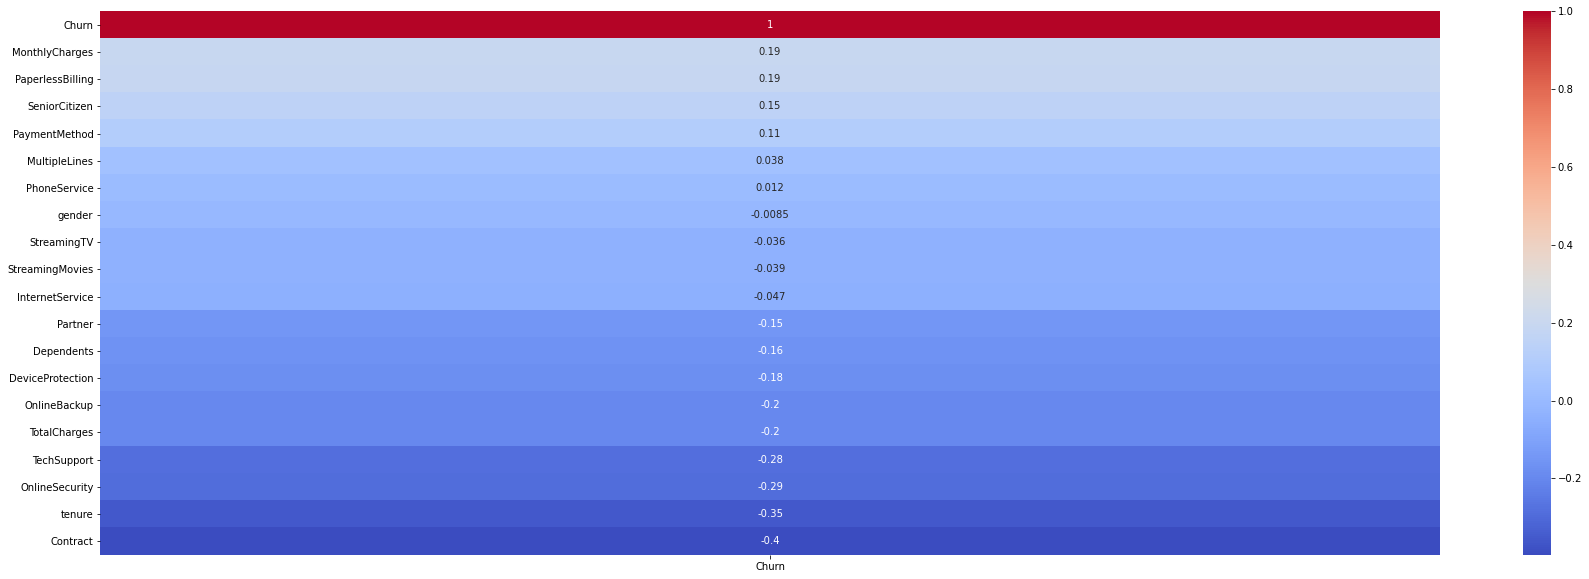 Churn 1
MonthlyCharges 0.19
PaperlessBilling 0.19
SeniorCitizen 0.15
PaymentMethod 0.11
MultipleLines 0.038
PhoneService 0.012
gender -0.0085
StreamingTV -0.036
StreamingMovies -0.039
InternetService -0.047
Partner -0.15
Dependents -0.16
DeviceProtection -0.18
OnlineBackup -0.2
TotalCharges -0.2
TechSupport -0.28
OnlineSecurity -0.29
tenure -0.35
Contract -0.4
Churn
1.0
0.8
0.6
0.4
0.2
0.0
−0.2